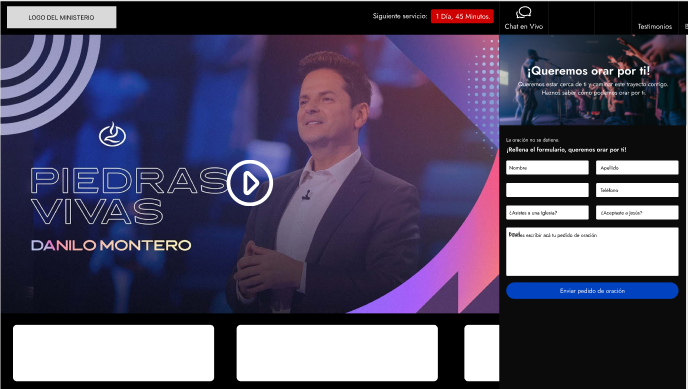 LOGO DEL MINISTERIO
Siguiente servicio: 1 Día, 45 Minutos.
Chat en Vivo
Testimonios
PIEDRAS
VIVAS
DANILO MONTERO
¡Queremos orar por ti!
Queremos estar cerca de ti y caminar este trayecto contigo.
Haznos saber cómo podemos orar por ti.
La oración no se detiene.
¡Rellena el formulario, queremos orar por ti!
Nombre
Apellido
Teléfono
¿Asistes a una iglesia?
¿Aceptaste a Jesús?
Email
Puedes escribir acá tu pedido de oración
Enviar pedido de oración